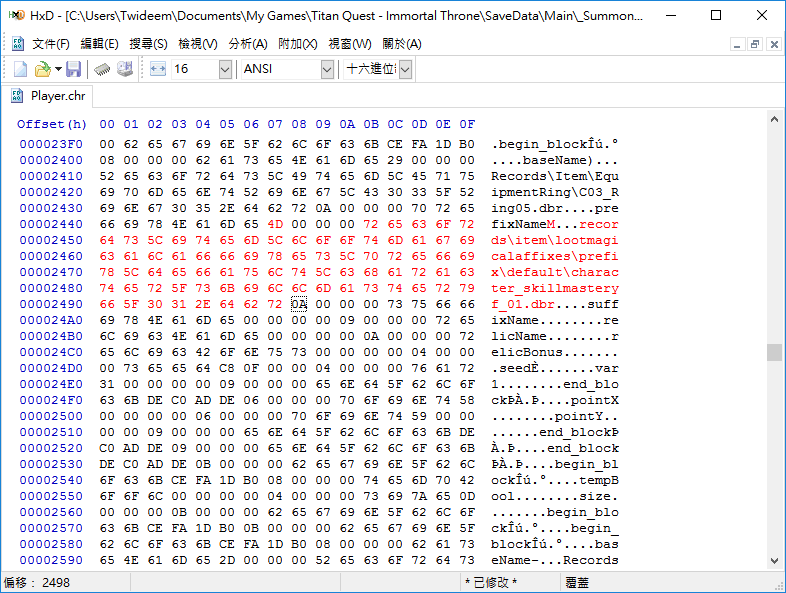 HxD - [C:\Users\Twideem\Documents\My Games\Titan Quest - Immortal Throne\SaveData\Main\_Summon...
文件(F) 編輯(E) 搜尋(S) 檢視(V) 分析(A) 附加(X) 視窗(W) 關於(A)
16 ANSI 十六進位
Player.chr
Offset(h) 00 01 02 03 04 05 06 07 08 09 0A 0B 0C 0D 0E 0F
000023F0 00 62 65 67 69 6E 5F 62 6C 6F 63 6B CE FA 1D B0 .begin_blockÎú.°
00002400 08 00 00 00 62 61 73 65 4E 61 6D 65 29 00 00 00 ....baseName)...
00002410 52 65 63 6F 72 64 73 5C 49 74 65 6D 5C 45 71 75 Records\Item\Equ
00002420 69 70 6D 65 6E 74 52 69 6E 67 5C 43 30 33 5F 52 ipmentRing\C03_R
00002430 69 6E 67 30 35 2E 64 62 72 0A 00 00 00 70 72 65 ing05.dbr....pre
00002440 66 69 78 4E 61 6D 65 4D 00 00 00 72 65 63 6F 72 fixNameM...recor
00002450 64 73 5C 69 74 65 6D 5C 6C 6F 6F 74 6D 61 67 69 ds\item\lootmagi
00002460 63 61 6C 61 66 66 69 78 65 73 5C 70 72 65 66 69 calaffixes\prefi
00002470 78 5C 64 65 66 61 75 6C 74 5C 63 68 61 72 61 63 x\default\charac
00002480 74 65 72 5F 73 6B 69 6C 6C 6D 61 73 74 65 72 79 ter_skillmastery
00002490 66 5F 30 31 2E 64 62 72 0A 00 00 00 73 75 66 66 f_01.dbr....suff
000024A0 69 78 4E 61 6D 65 00 00 00 00 09 00 00 00 72 65 ixName........re
000024B0 6C 69 63 4E 61 6D 65 00 00 00 00 0A 00 00 00 72 licName........r
000024C0 65 6C 69 63 42 6F 6E 75 73 00 00 00 00 04 00 00 elicBonus.......
000024D0 00 73 65 65 64 C8 0F 00 00 04 00 00 00 76 61 72 .seedÈ.......var
000024E0 31 00 00 00 00 09 00 00 00 65 6E 64 5F 62 6C 6F 1........end_blo
000024F0 63 6B DE C0 AD DE 06 00 00 00 70 6F 69 6E 74 58 ckÞÀ.Þ....pointX
00002500 00 00 00 00 06 00 00 00 70 6F 69 6E 74 59 00 00 ........pointY..
00002510 00 00 09 00 00 00 65 6E 64 5F 62 6C 6F 63 6B DE ......end_blockÞ
00002520 C0 AD DE 09 00 00 00 65 6E 64 5F 62 6C 6F 63 6B À.Þ....end_block
00002530 DE C0 AD DE 0B 00 00 00 62 65 67 69 6E 5F 62 6C ÞÀ.Þ....begin_bl
00002540 6F 63 6B CE FA 1D B0 08 00 00 00 74 65 6D 70 42 ockÎú.°....tempB
00002550 6F 6F 6C 00 00 00 00 04 00 00 00 73 69 7A 65 0D ool........size.
00002560 00 00 00 0B 00 00 00 62 65 67 69 6E 5F 62 6C 6F .......begin_blo
00002570 63 6B CE FA 1D B0 0B 00 00 00 62 65 67 69 6E 5F ckÎú.°....begin_
00002580 62 6C 6F 63 6B CE FA 1D B0 08 00 00 00 62 61 73 blockÎú.°....bas
00002590 65 4E 61 6D 65 2D 00 00 00 52 65 63 6F 72 64 73 eName-...Records
偏移： 2498 * 已修改 * 覆蓋